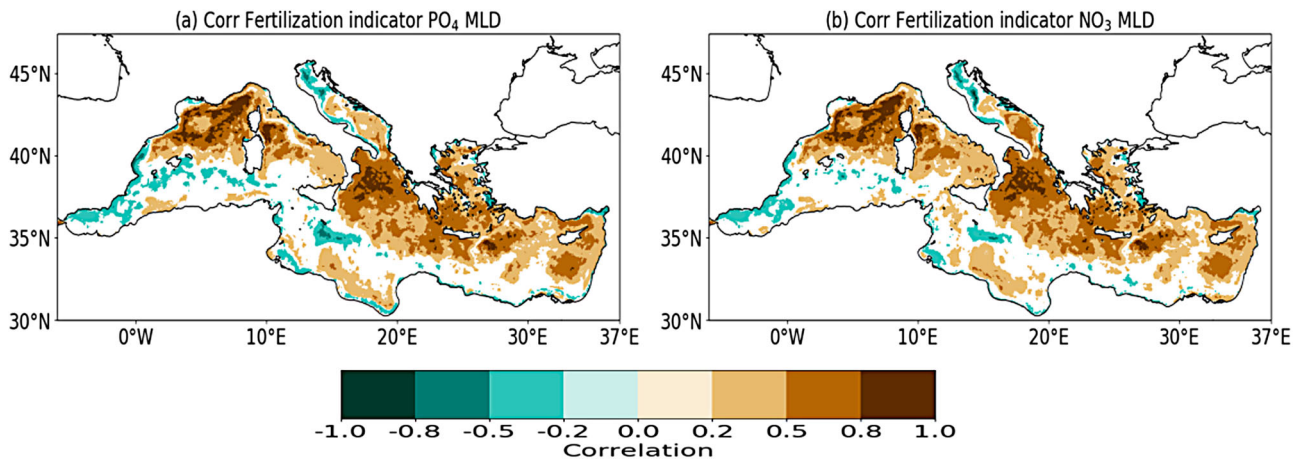 (a) Corr Fertilization indicator PO₄ MLD
(b) Corr Fertilization indicator NO₃ MLD
45°N
40°N
35°N
30°N
0°W 10°E 20°E 30°E 37°E
45°N
40°N
35°N
30°N
0°W 10°E 20°E 30°E 37°E
-1.0 -0.8 -0.5 -0.2 0.0 0.2 0.5 0.8 1.0
Correlation